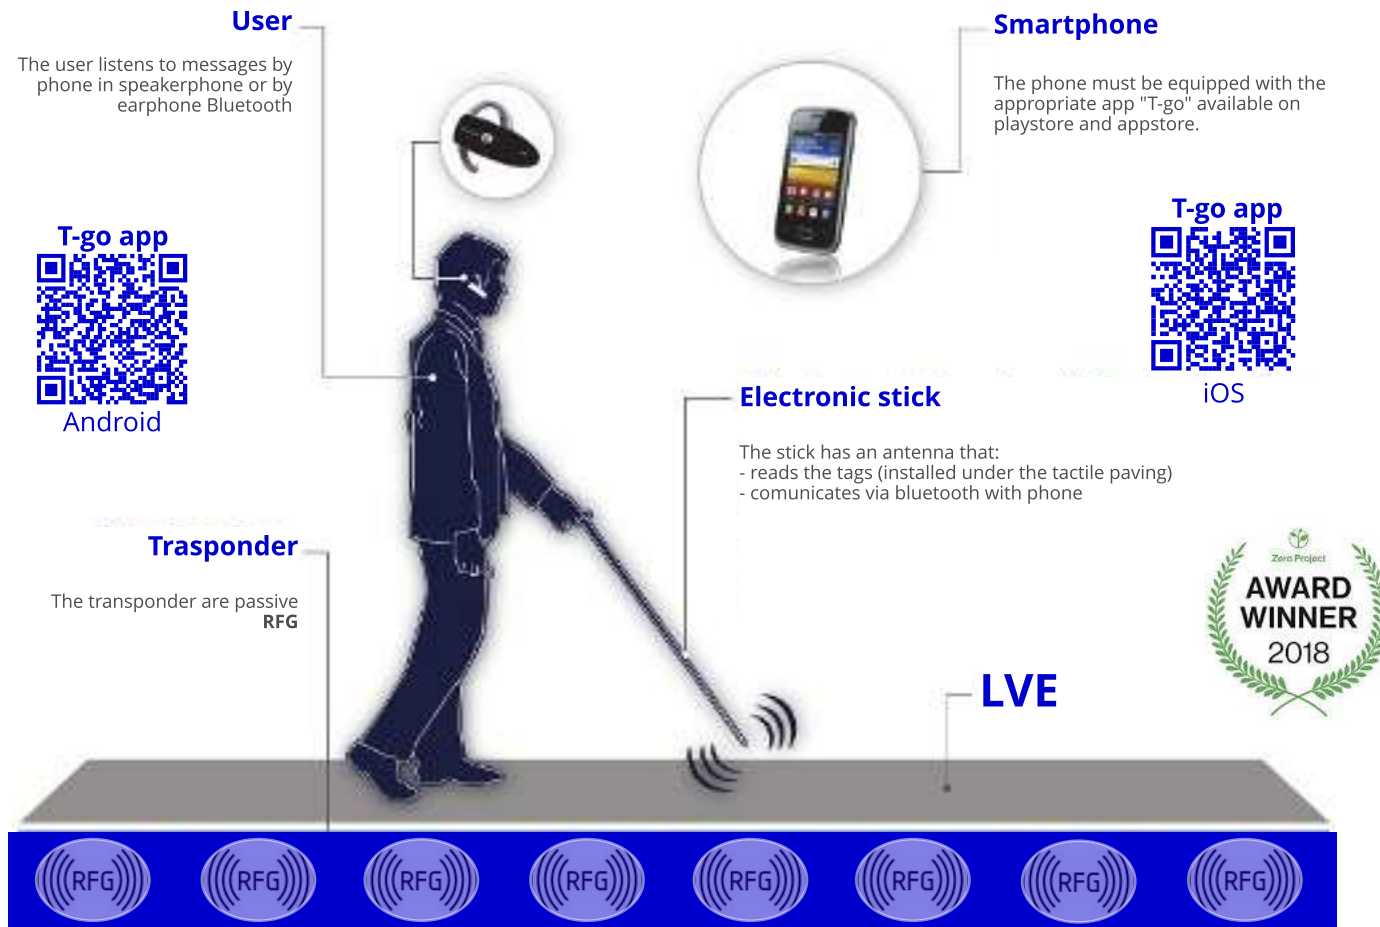 User
The user listens to messages by
phone in speakerphone or by
earphone Bluetooth
Smartphone
The phone must be equipped with the
appropriate app "T-go" available on
playstore and appstore.
T-go app
Android
T-go app
iOS
Electronic stick
The stick has an antenna that:
- reads the tags (installed under the tactile paving)
- comunicates via bluetooth with phone
Trasponder
The transponder are passive
RFG
Zero Project
AWARD
WINNER
2018
LVE
RFG
RFG
RFG
RFG
RFG
RFG
RFG
RFG